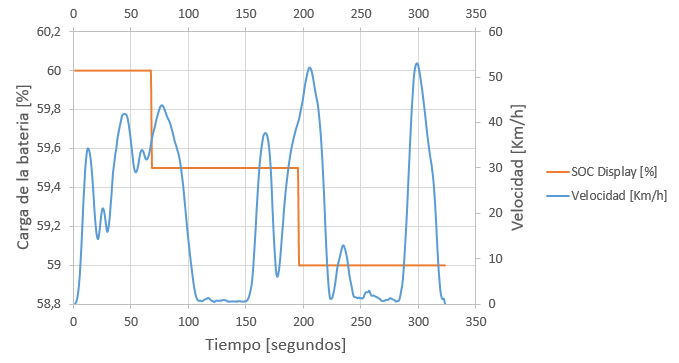 0 50 100 150 200 250 300 350
60,2 60
60 50
59,8 40
59,6 30
59,4 20
59,2 10
59
58,8 0
Carga de la bateria [%]
Velocidad [Km/h]
SOC Display [%]
Velocidad [Km/h]
0 50 100 150 200 250 300 350
Tiempo [segundos]